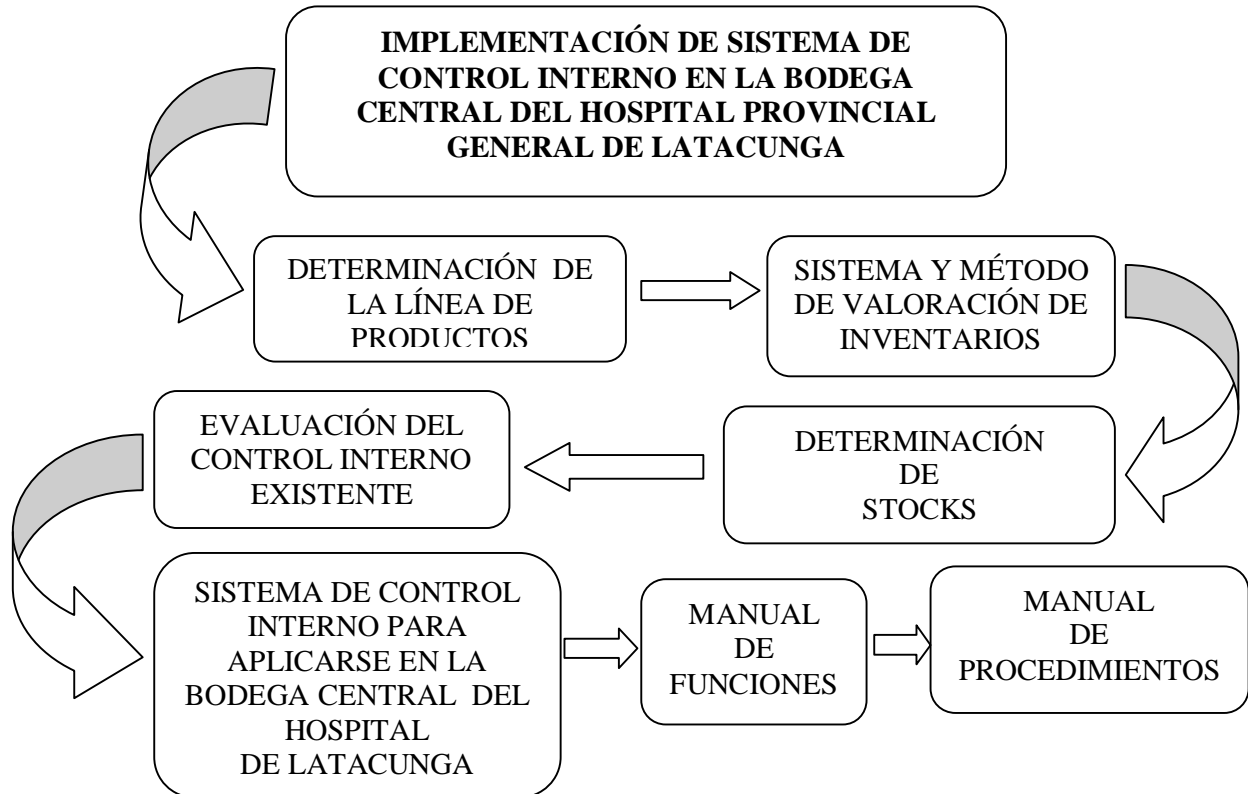 IMPLEMENTACIÓN DE SISTEMA DE
CONTROL INTERNO EN LA BODEGA
CENTRAL DEL HOSPITAL PROVINCIAL
GENERAL DE LATACUNGA
DETERMINACIÓN DE
LA LÍNEA DE
PRODUCTOS
SISTEMA Y MÉTODO
DE VALORACIÓN DE
INVENTARIOS
DETERMINACIÓN
DE
STOCKS
EVALUACIÓN DEL
CONTROL INTERNO
EXISTENTE
SISTEMA DE CONTROL
INTERNO PARA
APLICARSE EN LA
BODEGA CENTRAL DEL
HOSPITAL
DE LATACUNGA
MANUAL
DE
FUNCIONES
MANUAL
DE
PROCEDIMIENTOS